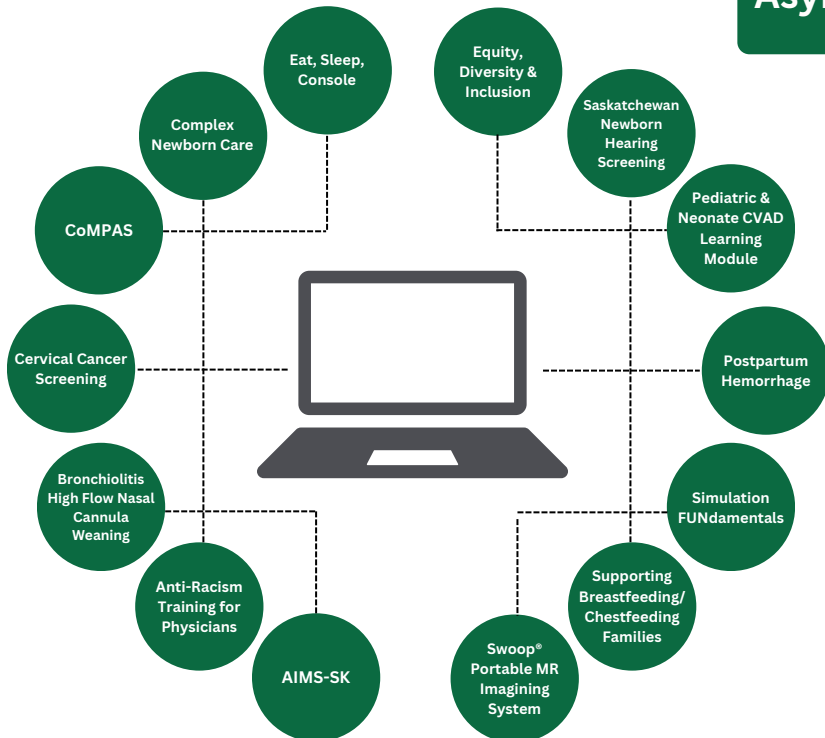 Eat, Sleep,
Console
Equity,
Diversity &
Inclusion
Complex
Newborn Care
Saskatchewan
Newborn
Hearing
Screening
CoMPAS
Pediatric &
Neonate CVAD
Learning
Module
Cervical Cancer
Screening
Postpartum
Hemorrhage
Bronchiolitis
High Flow Nasal
Cannula
Weaning
Simulation
FUNdamentals
Anti-Racism
Training for
Physicians
Supporting
Breastfeeding/
Chestfeeding
Families
AIMS-SK
Swoop®
Portable MR
Imagining
System